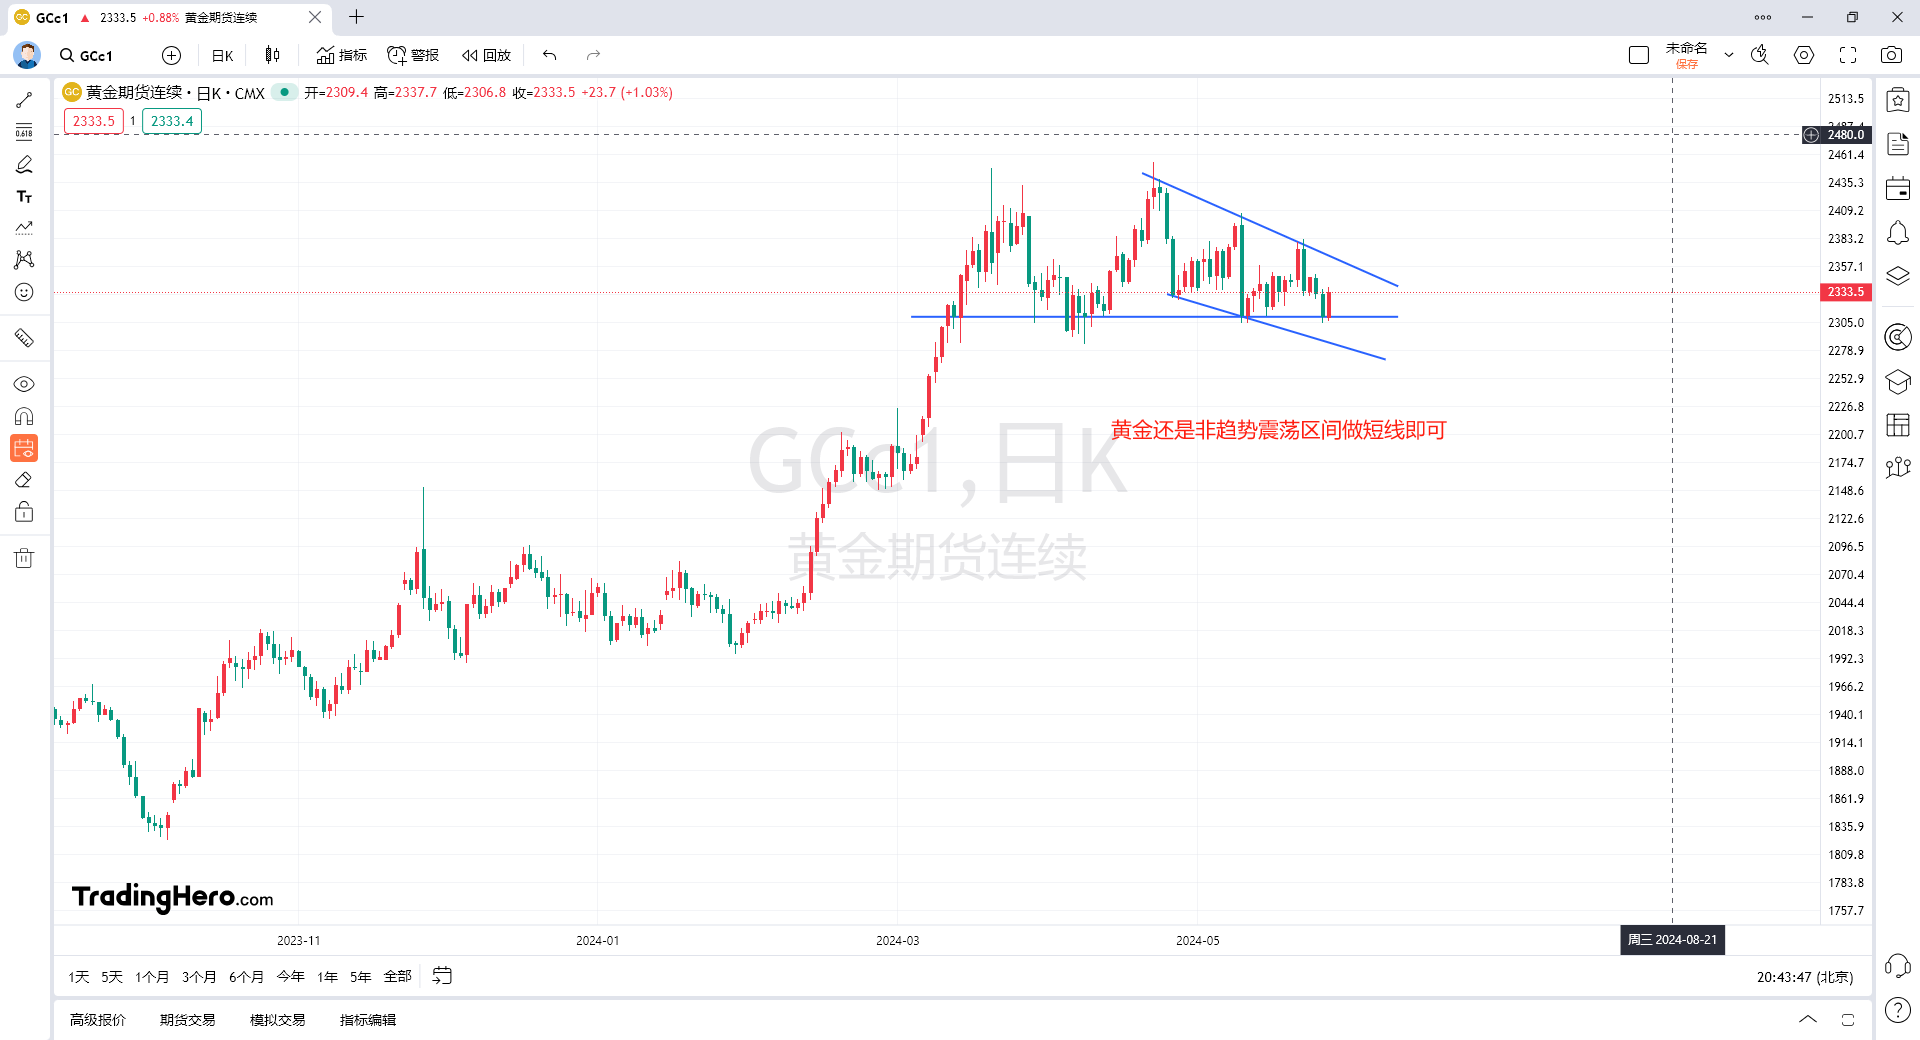 GCc1 ▲ 2333.5 +0.88% 黄金期货连续
GCc1 日K 指标 警报 回放 未命名
保存
黄金期货连续·日K·CMX 开=2309.4 高=2337.7 低=2306.8 收=2333.5 +23.7 (+1.03%)
2333.5 1 2333.4
0.618
TT
2513.5
2480.0
2461.4
2435.3
2409.2
2383.2
2357.1
2333.5
2305.0
2278.9
2252.9
2226.8
2200.7
2174.7
2148.6
2122.6
2096.5
2070.4
2044.4
2018.3
1992.3
1966.2
1940.1
1914.1
1888.0
1861.9
1835.9
1809.8
1783.8
1757.7
黄金还是非趋势震荡区间做短线即可
GCc1,日K
黄金期货连续
TradingHero.com
2023-11 2024-01 2024-03 2024-05 周三 2024-08-21
1天 5天 1个月 3个月 6个月 今年 1年 5年 全部 20:43:47 (北京)
高级报价 期货交易 模拟交易 指标编辑